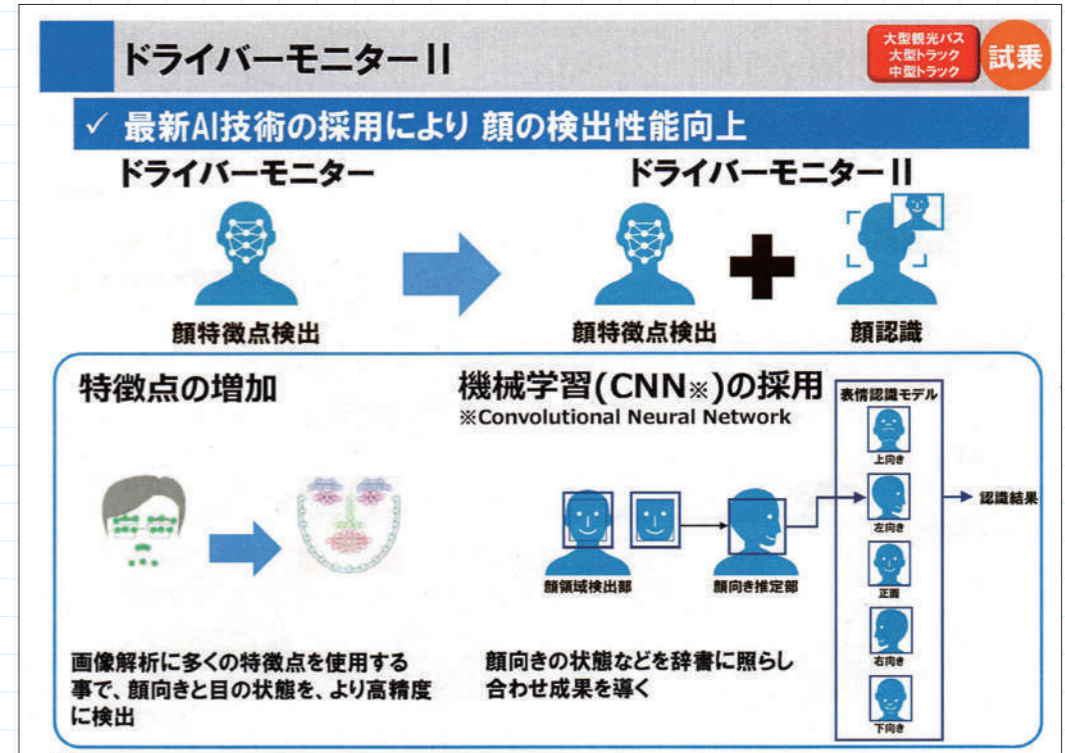 ドライバーモニターⅡ
大型観光バス
大型トラック
中型トラック
試乗
✓ 最新AI技術の採用により 顔の検出性能向上
ドライバーモニター
ドライバーモニターⅡ
顔特徴点検出
顔特徴点検出
顔認識
特徴点の増加
機械学習(CNN※)の採用
※Convolutional Neural Network
表情認識モデル
上向き
左向き
認識結果
正面
顔領域検出部
顔向き推定部
右向き
下向き
画像解析に多くの特徴点を使用する
事で、顔向きと目の状態を、より高精度
に検出
顔向きの状態などを辞書に照らし
合わせ成果を導く